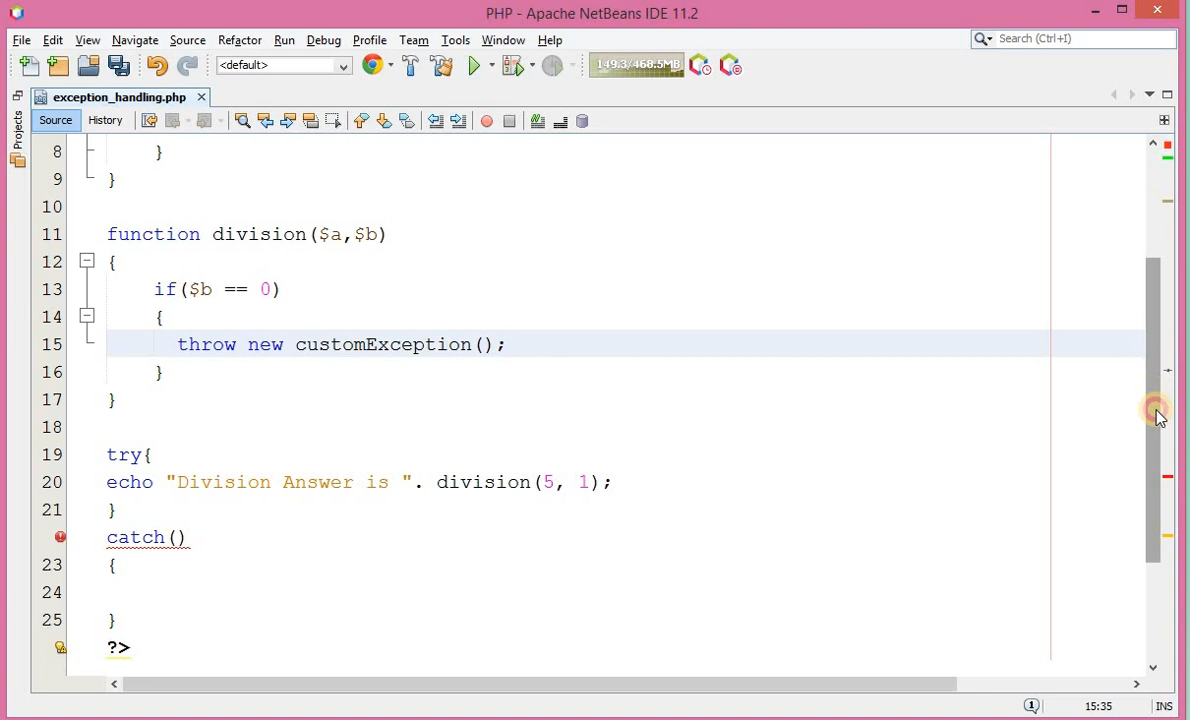 PHP - Apache NetBeans IDE 11.2
File Edit View Navigate Source Refactor Run Debug Profile Team Tools Window Help
Search (Ctrl+I)
<default>
149.3/468.5MB
exception_handling.php
Source History
Projects
8 }
9 }
10
11 function division($a,$b)
12 {
13 if($b == 0)
14 {
15 throw new customException();
16 }
17 }
18
19 try{
20 echo "Division Answer is ". division(5, 1);
21 }
catch()
23 {
24
25 }
?>
15:35 INS